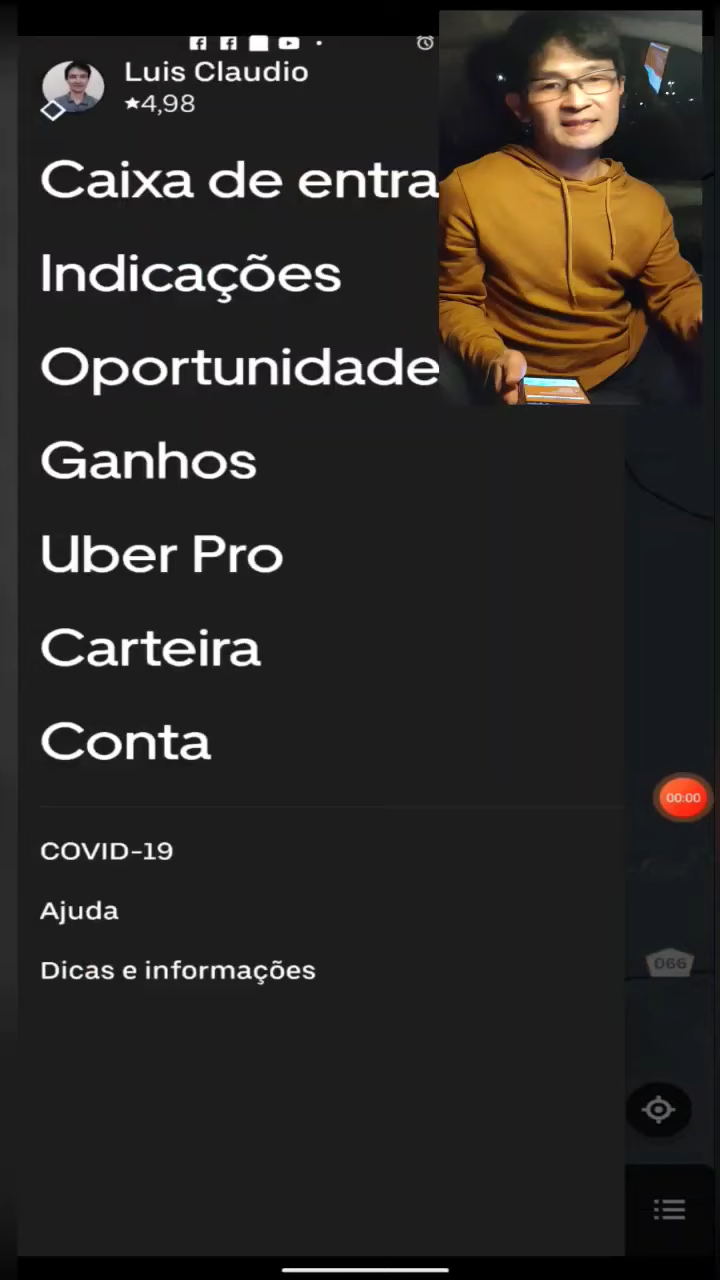 Luis Claudio
★4,98
Caixa de entra
Indicações
Oportunidade
Ganhos
Uber Pro
Carteira
Conta
00:00
COVID-19
Ajuda
066
Dicas e informações